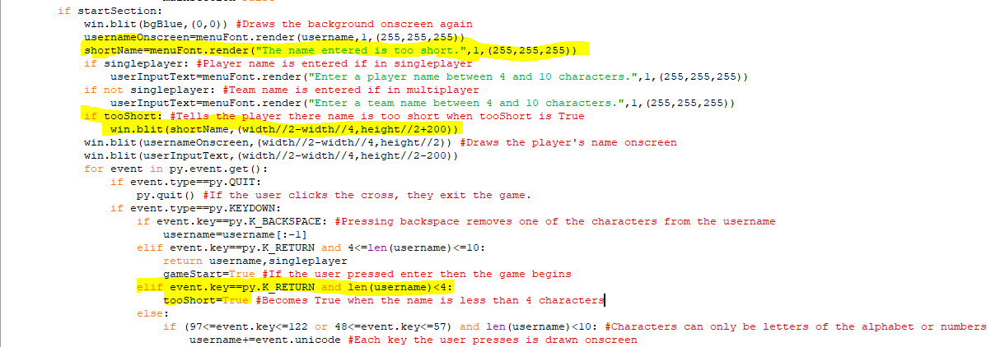 if startSection:
win.blit(bgBlue,(0,0)) #Draws the background onscreen again
usernameOnscreen=menuFont.render(username,1,(255,255,255))
shortName=menuFont.render("The name entered is too short.",1,(255,255,255))
if singleplayer: #Player name is entered if in singleplayer
userInputText=menuFont.render("Enter a player name between 4 and 10 characters.",1,(255,255,255))
if not singleplayer: #Team name is entered if in multiplayer
userInputText=menuFont.render("Enter a team name between 4 and 10 characters.",1,(255,255,255))
if tooShort: #Tells the player there name is too short when tooShort is True
win.blit(shortName,(width//2-width//4,height//2+200))
win.blit(usernameOnscreen,(width//2-width//4,height//2)) #Draws the player's name onscreen
win.blit(userInputText,(width//2-width//4,height//2-200))
for event in py.event.get():
if event.type==py.QUIT:
py.quit() #If the user clicks the cross, they exit the game.
if event.type==py.KEYDOWN:
if event.key==py.K_BACKSPACE: #Pressing backspace removes one of the characters from the username
username=username[:-1]
elif event.key==py.K_RETURN and 4<=len(username)<=10:
return username,singleplayer
gameStart=True #If the user pressed enter then the game begins
elif event.key==py.K_RETURN and len(username)<4:
tooShort=True #Becomes True when the name is less than 4 characters
else:
if (97<=event.key<=122 or 48<=event.key<=57) and len(username)<10: #Characters can only be letters of the alphabet or numbers
username+=event.unicode #Each key the user presses is drawn onscreen